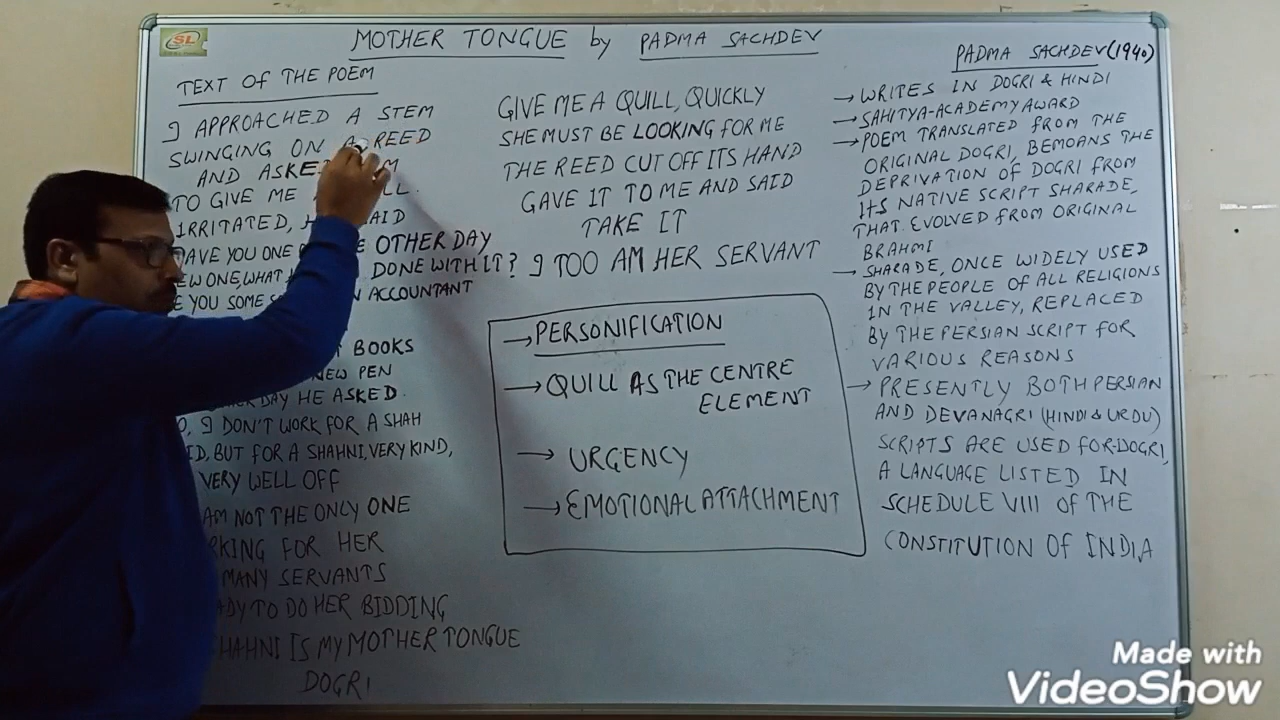 SL
MOTHER TONGUE by PADMA SACHDEV
TEXT OF THE POEM
I APPROACHED A STEM
SWINGING ON A REED
AND ASKED
TO GIVE ME
IRRITATED,
YOU ONE OTHER DAY
ONE, WHAT DONE WITH IT?
YOU SOME ACCOUNTANT
BOOKS
NEW PEN
DAY HE ASKED
I DON'T WORK FOR A SHAH
BUT FOR A SHAHNI, VERY KIND,
VERY WELL OFF
AM NOT THE ONLY ONE
FOR HER
MANY SERVANTS
TO DO HER BIDDING
IS MY MOTHER TONGUE
DOGRI
GIVE ME A QUILL, QUICKLY
SHE MUST BE LOOKING FOR ME
THE REED CUT OFF ITS HAND
GAVE IT TO ME AND SAID
TAKE IT
I TOO AM HER SERVANT
→ PERSONIFICATION
→ QUILL AS THE CENTRE
ELEMENT
→ URGENCY
→ EMOTIONAL ATTACHMENT
PADMA SACHDEV (1940)
→ WRITES IN DOGRI & HINDI
→ SAHITYA-ACADEMY AWARD
→ POEM TRANSLATED FROM THE
ORIGINAL DOGRI, BEMOANS THE
DEPRIVATION OF DOGRI FROM
ITS NATIVE SCRIPT SHARADE,
THAT EVOLVED FROM ORIGINAL
BRAHMI
→ SHARADE, ONCE WIDELY USED
BY THE PEOPLE OF ALL RELIGIONS
IN THE VALLEY, REPLACED
BY THE PERSIAN SCRIPT FOR
VARIOUS REASONS
→ PRESENTLY BOTH PERSIAN
AND DEVANAGRI (HINDI & URDU)
SCRIPTS ARE USED FOR DOGRI,
A LANGUAGE LISTED IN
SCHEDULE VIII OF THE
CONSTITUTION OF INDIA
Made with
VideoShow